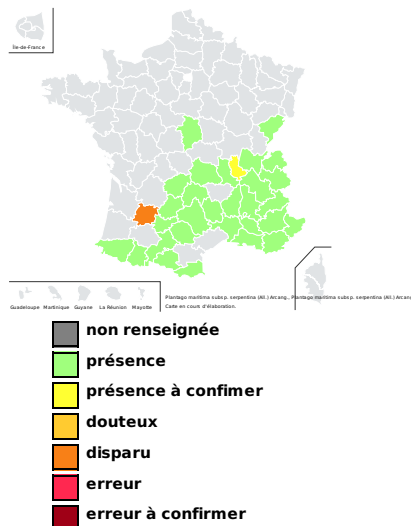 Île-de-France
Guadeloupe Martinique Guyane La Réunion Mayotte
Plantago maritima subsp. serpentina (All.) Arcang., Plantago maritima subsp. serpentina (All.) Arcang
Carte en cours d'élaboration.
non renseignée
présence
présence à confimer
douteux
disparu
erreur
erreur à confirmer